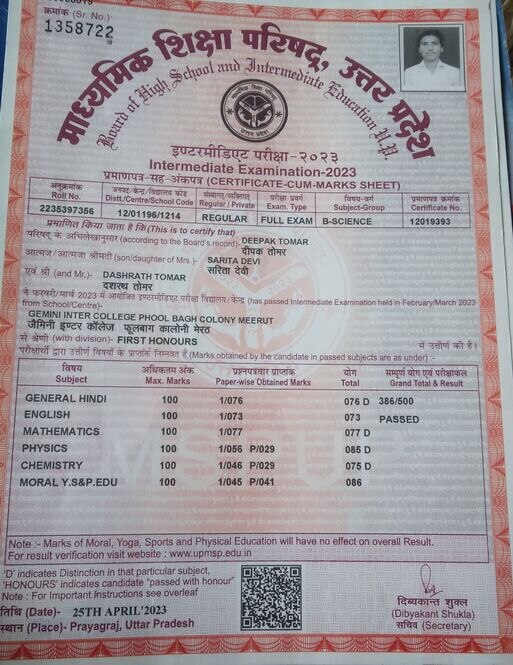 क्रमांक (Sr. No.)
1358722
माध्यमिक शिक्षा परिषद्, उत्तर प्रदेश
Board of High School and Intermediate Education U.P.
इण्टरमीडिएट परीक्षा-२०२३
Intermediate Examination-2023
प्रमाणपत्र-सह-अंकपत्र (CERTIFICATE-CUM-MARKS SHEET)
अनुक्रमांक जनपद/केन्द्र/विद्यालय कोड संस्थागत/व्यक्तिगत परीक्षा प्रकार विषय-वर्ग प्रमाणपत्र क्रमांक
Roll No. Distt./Centre/School Code Regular / Private Exam. Type Subject-Group Certificate No.
2235397356 12/01196/1214 REGULAR FULL EXAM B-SCIENCE 12019393
प्रमाणित किया जाता है कि (This is to certify that)
परिषद् के अभिलेखानुसार (according to the Board's record) DEEPAK TOMAR
दीपक तोमर
आत्मज / आत्मजा श्रीमती (son/daughter of Mrs.)- SARITA DEVI
सरिता देवी
एवं श्री (and Mr.)- DASHRATH TOMAR
दशरथ तोमर
ने फरवरी/मार्च 2023 में आयोजित इण्टरमीडिएट परीक्षा विद्यालय/ केन्द्र (has passed Intermediate Examination held in February/March 2023
from School/Centre)-
GEMINI INTER COLLEGE PHOOL BAGH COLONY MEERUT
जैमिनी इण्टर कॉलेज फूलबाग कालोनी मेरठ
में उत्तीर्ण की है।
से श्रेणी (with division)- FIRST HONOURS
परीक्षार्थी द्वारा उत्तीर्ण विषयों के प्राप्तांक निम्नवत हैं (Marks obtained by the candidate in passed subjects are as under) :-
विषय अधिकतम अंक प्रश्नपत्रवार प्राप्तांक योग सम्पूर्ण योग एवं परीक्षाफल
Subject Max. Marks Paper-wise Obtained Marks Total Grand Total & Result
GENERAL HINDI 100 1/076 076 D 386/500
ENGLISH 100 1/073 073 PASSED
MATHEMATICS 100 1/077 077 D
PHYSICS 100 1/056 P/029 085 D
CHEMISTRY 100 1/046 P/029 075 D
MORAL Y.S&P.EDU 100 1/045 P/041 086
Note :- Marks of Moral, Yoga, Sports and Physical Education will have no effect on overall Result.
For result verification visit website : www.upmsp.edu.in
'D' indicates Distinction in that particular subject,
'HONOURS' indicates candidate "passed with honour"
Note : For Important Instructions see overleaf
तिथि (Date)- 25TH APRIL'2023
स्थान (Place)- Prayagraj, Uttar Pradesh
दिब्यकान्त शुक्ल
(Dibyakant Shukla)
सचिव (Secretary)